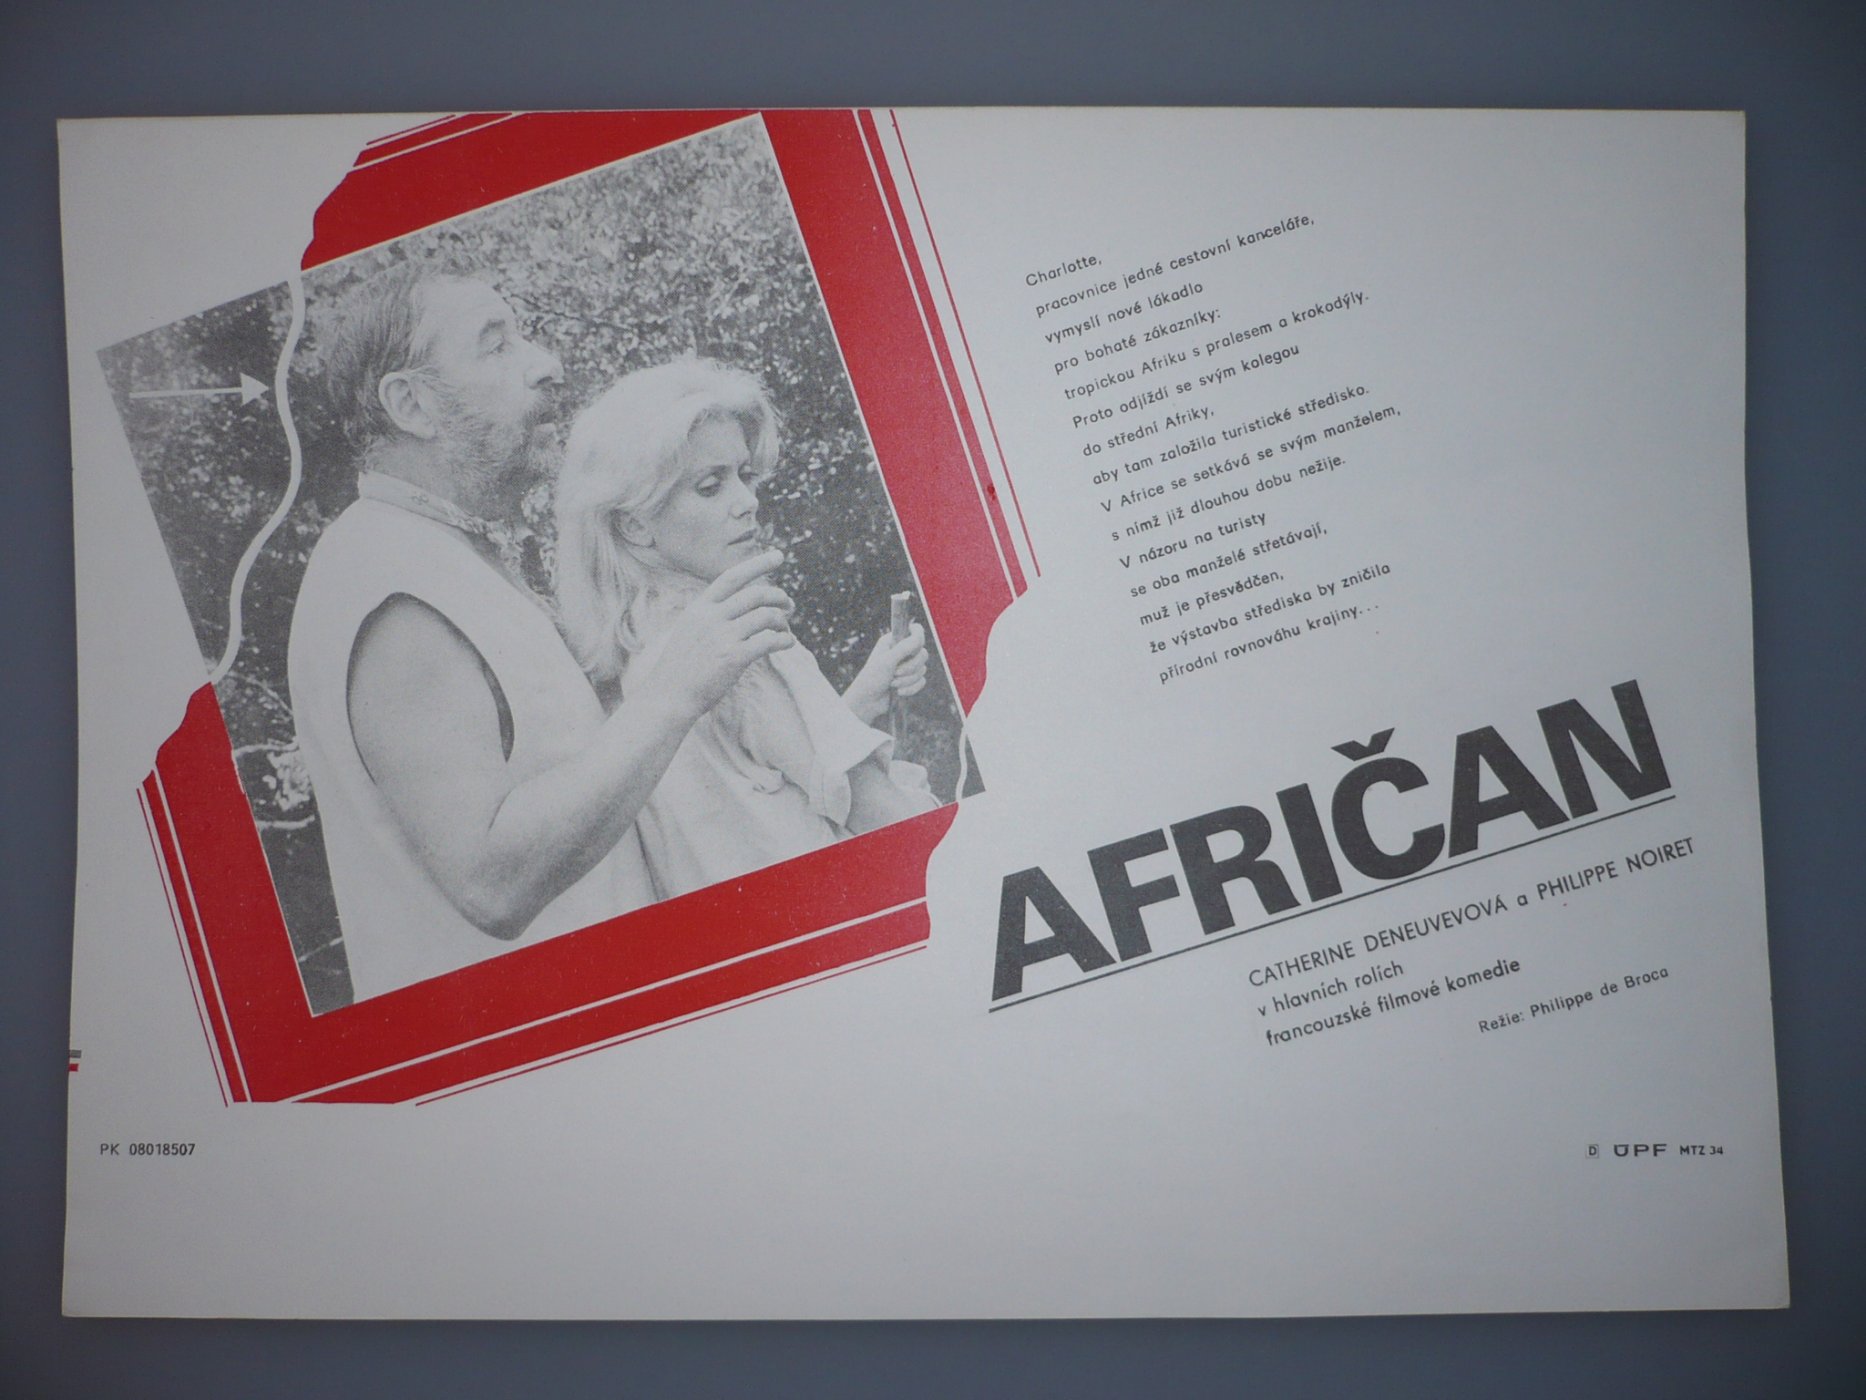 Charlotte,
pracovnice jedné cestovní kanceláře,
vymyslí nové lákadlo
pro bohaté zákazníky:
tropickou Afriku s pralesem a krokodýly.
Proto odjíždí se svým kolegou
do střední Afriky,
aby tam založila turistické středisko.
V Africe se setkává se svým manželem,
s nímž již dlouhou dobu nežije.
V názoru na turisty
se oba manželé střetávají,
muž je přesvědčen,
že výstavba střediska by zničila
přírodní rovnováhu krajiny...
AFRIČAN
CATHERINE DENEUVEVOVÁ a PHILIPPE NOIRET
v hlavních rolích
francouzské filmové komedie
Režie: Philippe de Broca
PK 08018507
D ÚPF MTZ 34